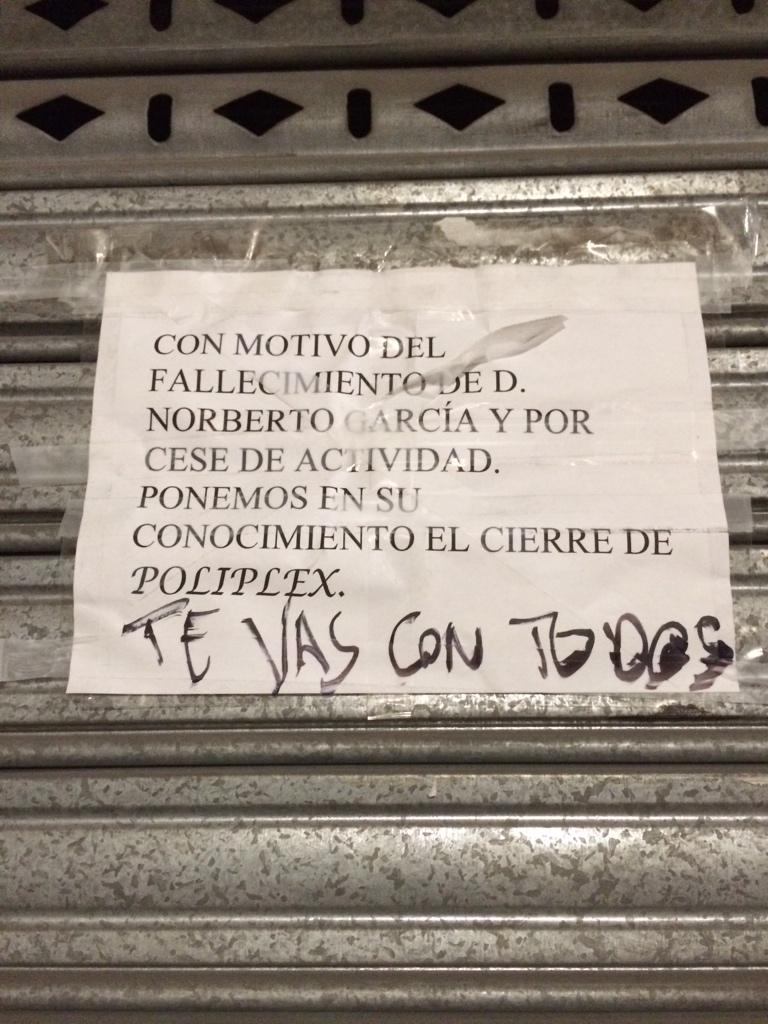 CON MOTIVO DEL
FALLECIMIENTO DE D.
NORBERTO GARCÍA Y POR
CESE DE ACTIVIDAD.
PONEMOS EN SU
CONOCIMIENTO EL CIERRE DE
POLIPLEX.
TE VAS CON TODOS